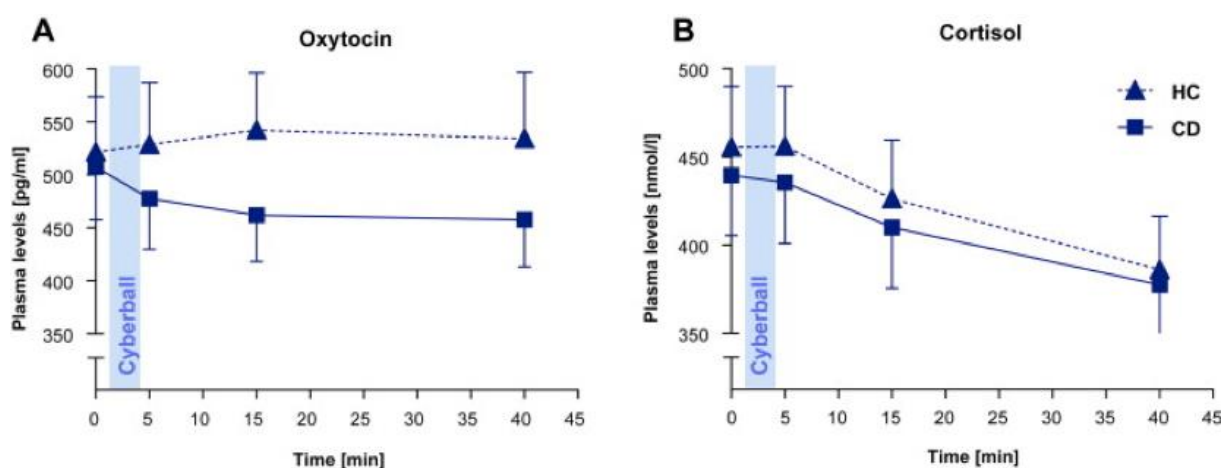 A
Oxytocin
Plasma levels [pg/ml]
600
550
500
450
400
350
Cyberball
0 5 10 15 20 25 30 35 40 45
Time [min]
B
Cortisol
Plasma levels [nmol/l]
500
450
400
350
Cyberball
HC
CD
0 5 10 15 20 25 30 35 40 45
Time [min]